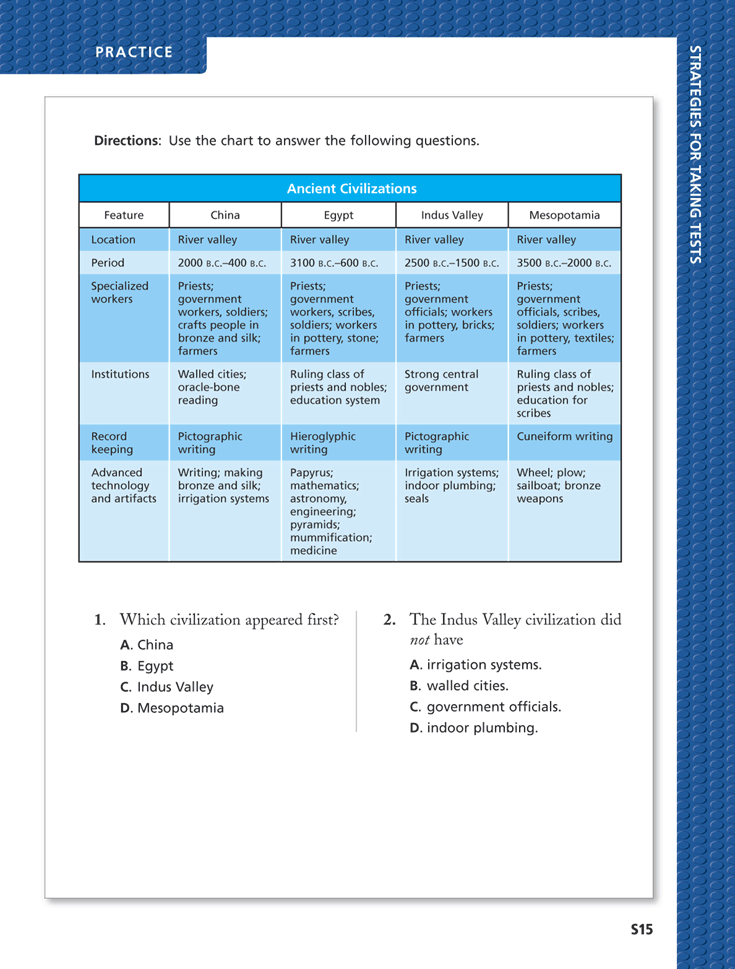 PRACTICE
STRATEGIES FOR TAKING TESTS
Directions: Use the chart to answer the following questions.
Ancient Civilizations
Feature China Egypt Indus Valley Mesopotamia
Location River valley River valley River valley River valley
Period 2000 B.C.–400 B.C. 3100 B.C.–600 B.C. 2500 B.C.–1500 B.C. 3500 B.C.–2000 B.C.
Specialized Priests; Priests; Priests; Priests;
workers government government government government
workers, soldiers; workers, scribes, officials; workers officials, scribes,
crafts people in soldiers; workers in pottery, bricks; soldiers; workers
bronze and silk; in pottery, stone; farmers in pottery, textiles;
farmers farmers farmers
Institutions Walled cities; Ruling class of Strong central Ruling class of
oracle-bone priests and nobles; government priests and nobles;
reading education system education for
scribes
Record Pictographic Hieroglyphic Pictographic Cuneiform writing
keeping writing writing writing
Advanced Writing; making Papyrus; Irrigation systems; Wheel; plow;
technology bronze and silk; mathematics; indoor plumbing; sailboat; bronze
and artifacts irrigation systems astronomy, seals weapons
engineering;
pyramids;
mummification;
medicine
1. Which civilization appeared first?
A. China
B. Egypt
C. Indus Valley
D. Mesopotamia
2. The Indus Valley civilization did
not have
A. irrigation systems.
B. walled cities.
C. government officials.
D. indoor plumbing.
S15